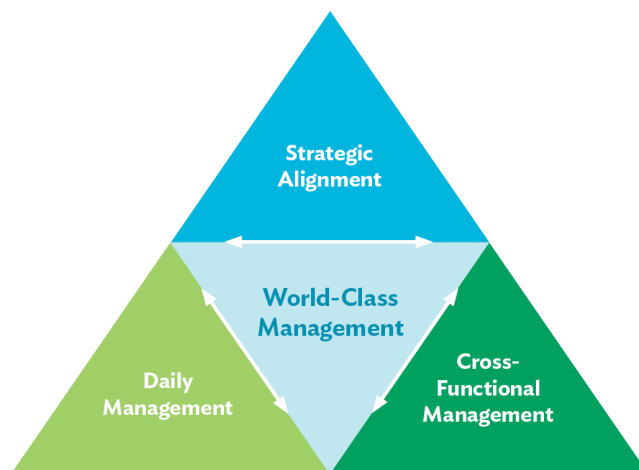 Strategic
Alignment
World-Class
Management
Daily
Management
Cross-
Functional
Management